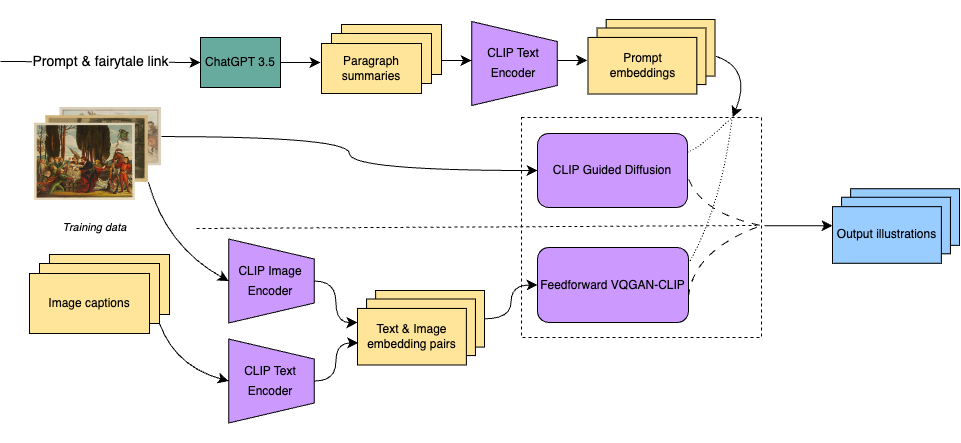 Prompt & fairytale link
ChatGPT 3.5
Paragraph
summaries
CLIP Text
Encoder
Prompt
embeddings
CLIP Guided Diffusion
Training data
Output illustrations
CLIP Image
Encoder
Feedforward VQGAN-CLIP
Image captions
Text & Image
embedding pairs
CLIP Text
Encoder